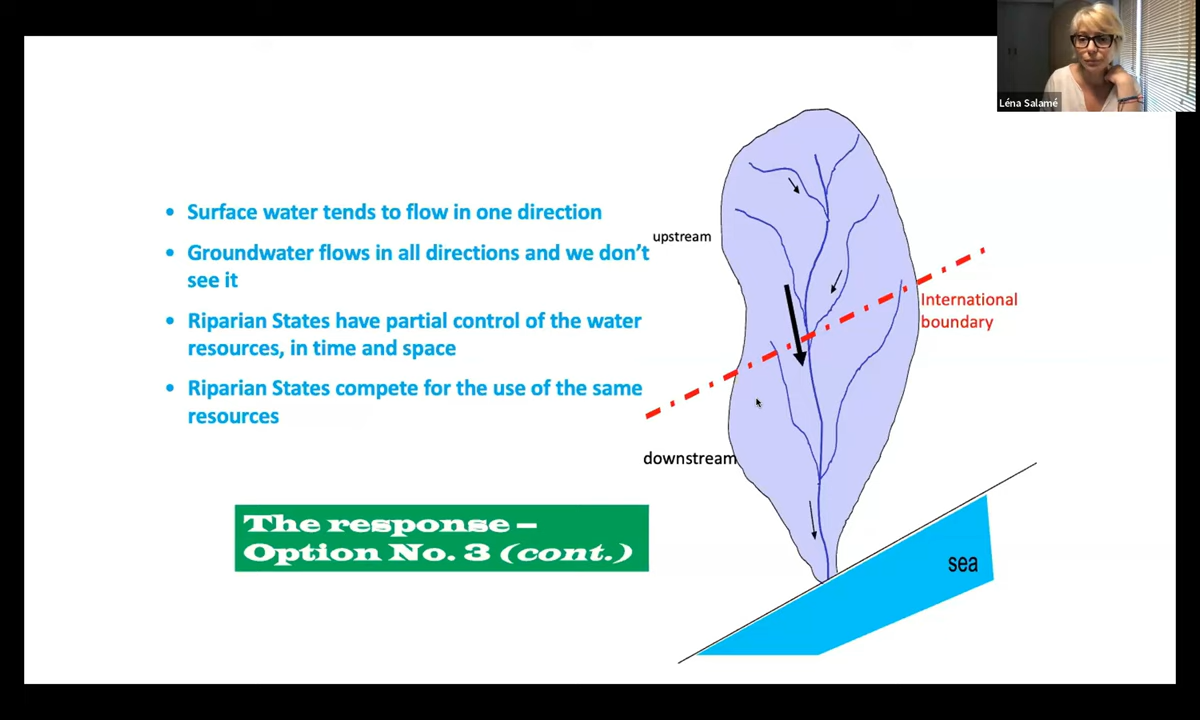 Léna Salamé
• Surface water tends to flow in one direction
• Groundwater flows in all directions and we don't
see it
• Riparian States have partial control of the water
resources, in time and space
• Riparian States compete for the use of the same
resources
The response –
Option No. 3 (cont.)
upstream
International
boundary
downstream
sea